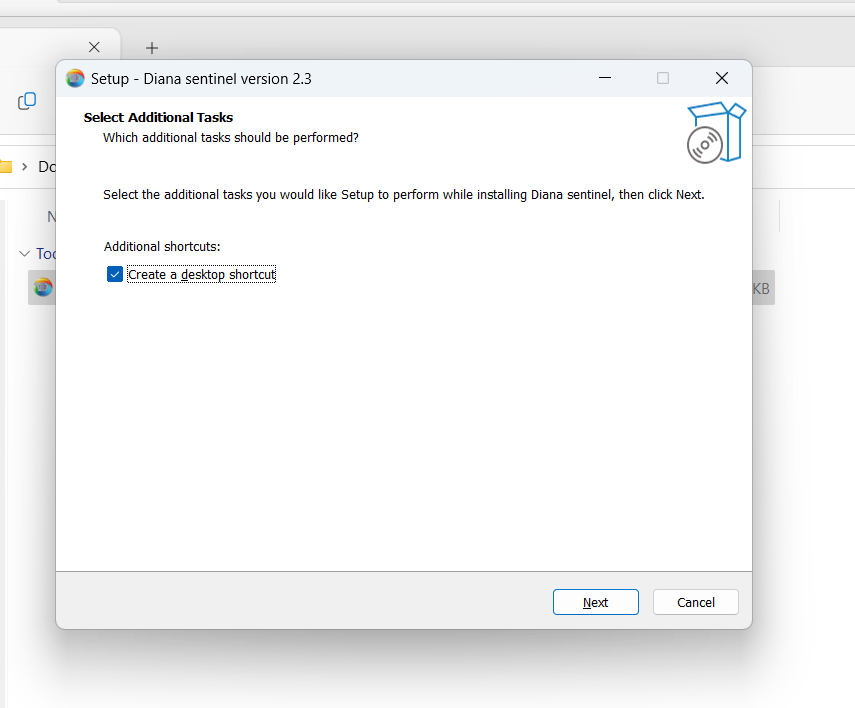 Setup - Diana sentinel version 2.3
Select Additional Tasks
Which additional tasks should be performed?
Select the additional tasks you would like Setup to perform while installing Diana sentinel, then click Next.
Additional shortcuts:
Create a desktop shortcut
KB
Next
Cancel